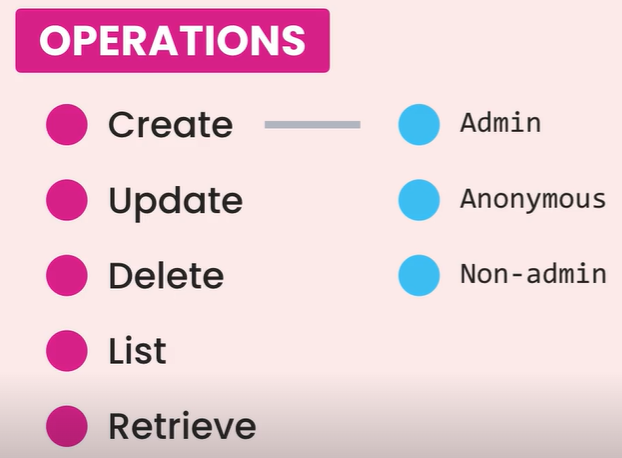 OPERATIONS
Create
Update
Delete
List
Retrieve
Admin
Anonymous
Non-admin